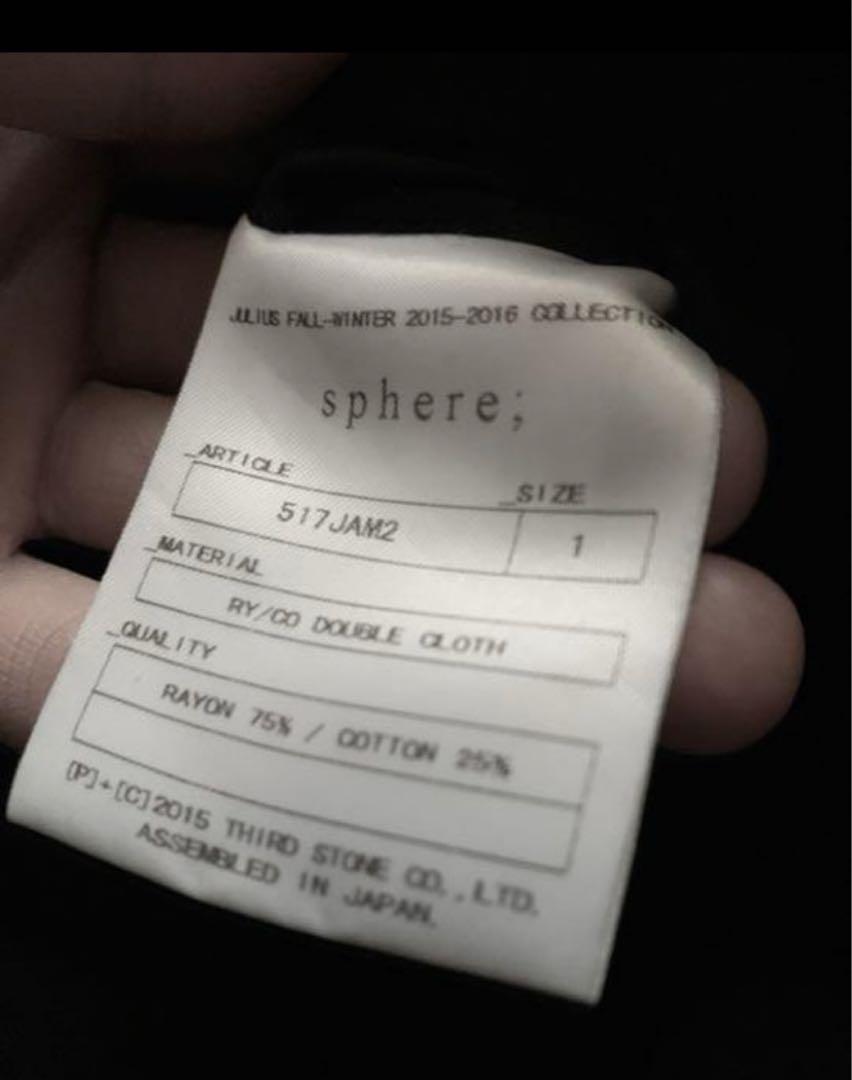 JULIUS FALL-WINTER 2015-2016 COLLECTION
sphere;
_ARTICLE
_SIZE
517JAM2 1
_MATERIAL
RY/CO DOUBLE CLOTH
_QUALITY
RAYON 75% / COTTON 25%
[P]+[C]2015 THIRD STONE CO.,LTD.
ASSEMBLED IN JAPAN.